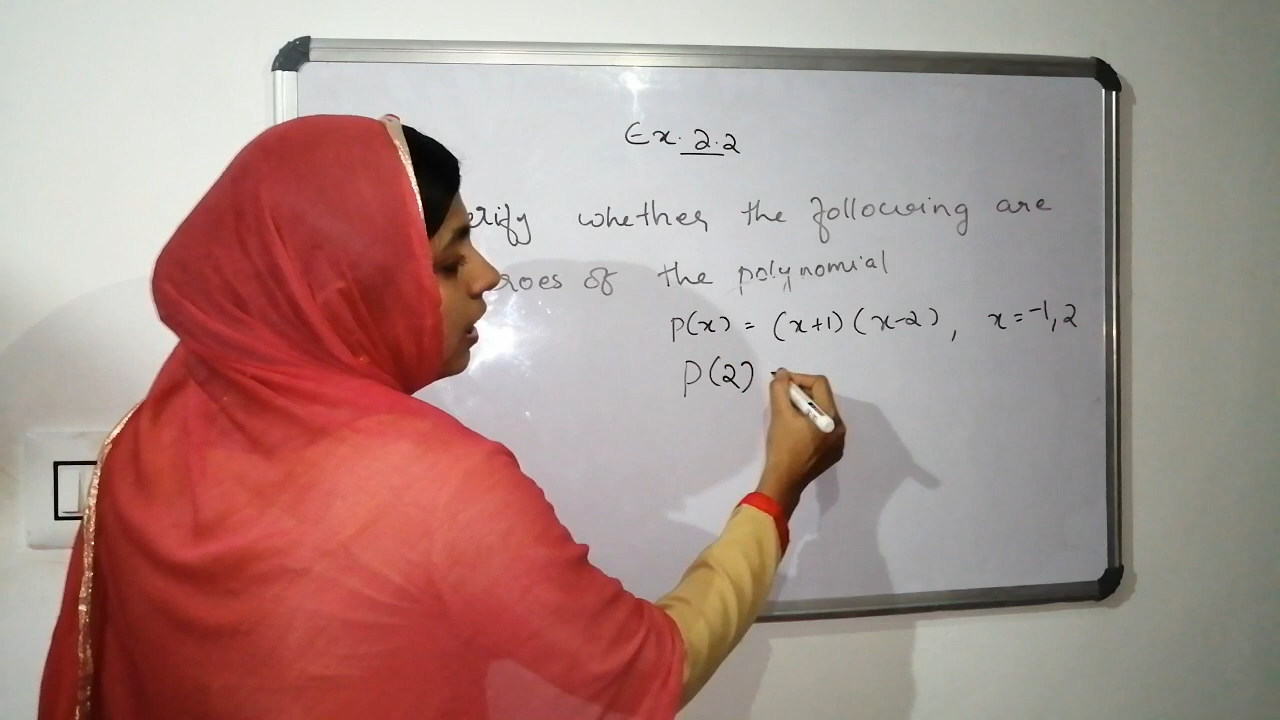 Ex. 2.2
erify whether the following are
roes of the polynomial
p(x) = (x+1)(x-2), x=-1,2
P(2) =